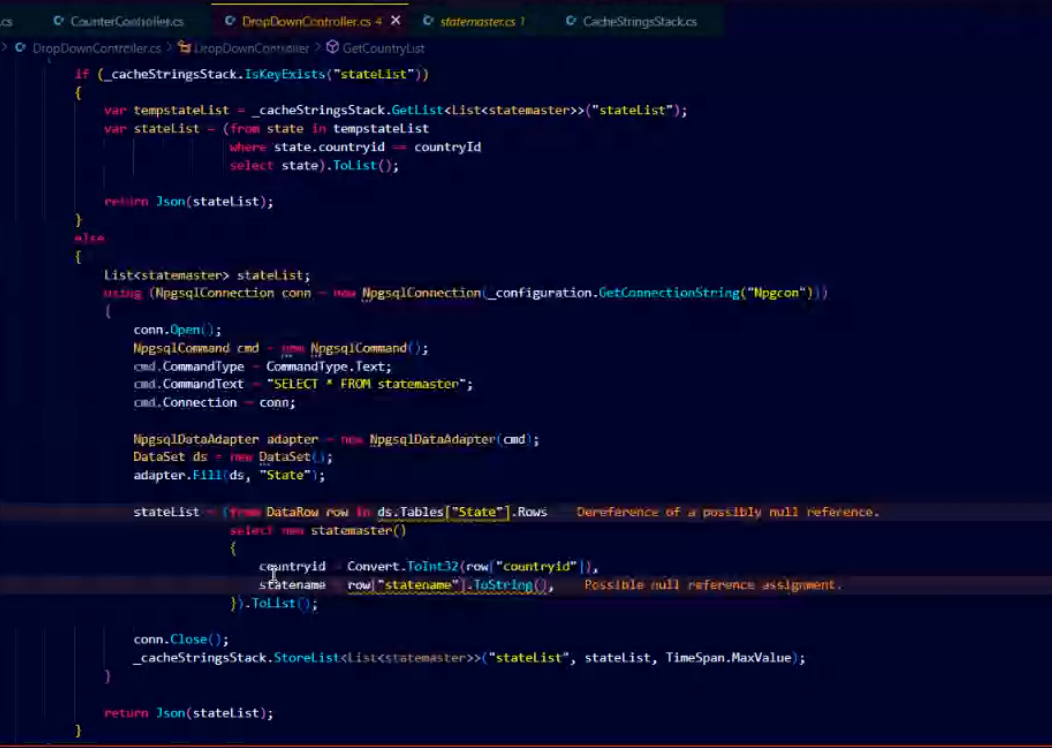 .cs CounterController.cs DropDownController.cs 4 statemaster.cs 1 CacheStringsStack.cs
DropDownController.cs > DropDownController > GetCountryList
if (_cacheStringsStack.IsKeyExists("stateList"))
{
var tempstateList = _cacheStringsStack.GetList<List<statemaster>>("stateList");
var stateList = (from state in tempstateList
where state.countryid == countryId
select state).ToList();
return Json(stateList);
}
else
{
List<statemaster> stateList;
using (NpgsqlConnection conn = new NpgsqlConnection(_configuration.GetConnectionString("Npgcon")))
{
conn.Open();
NpgsqlCommand cmd = new NpgsqlCommand();
cmd.CommandType = CommandType.Text;
cmd.CommandText = "SELECT * FROM statemaster";
cmd.Connection = conn;
NpgsqlDataAdapter adapter = new NpgsqlDataAdapter(cmd);
DataSet ds = new DataSet();
adapter.Fill(ds, "State");
stateList = (from DataRow row in ds.Tables["State"].Rows Dereference of a possibly null reference.
select new statemaster()
{
countryid = Convert.ToInt32(row["countryid"]),
statename = row["statename"].ToString(), Possible null reference assignment.
}).ToList();
conn.Close();
_cacheStringsStack.StoreList<List<statemaster>>("stateList", stateList, TimeSpan.MaxValue);
}
return Json(stateList);
}